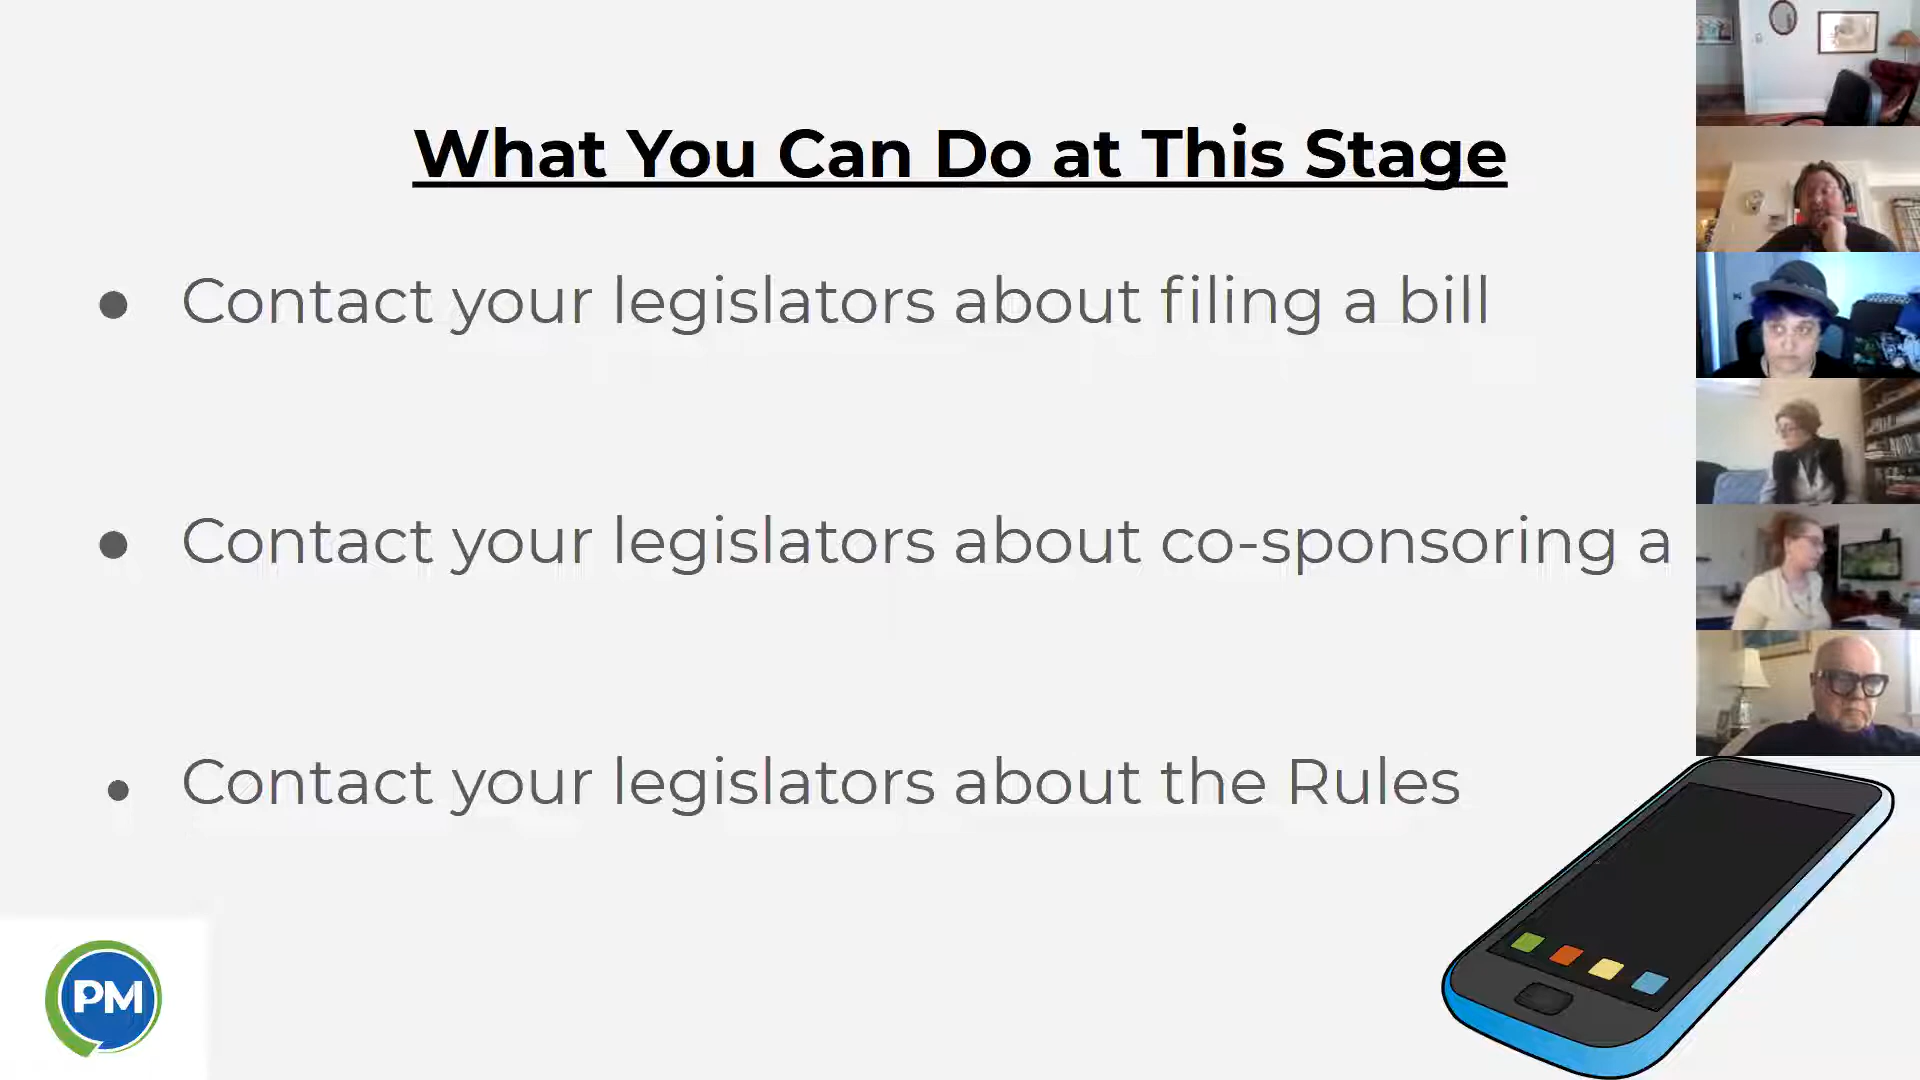 What You Can Do at This Stage
● Contact your legislators about filing a bill
● Contact your legislators about co-sponsoring a
● Contact your legislators about the Rules
PM